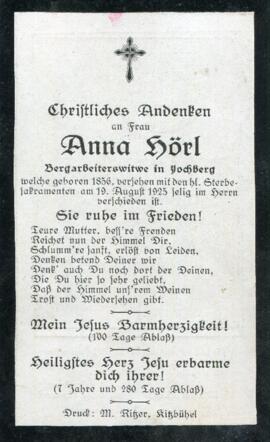 Christliches Andenken
an Frau
Anna Hörl
Bergarbeiterswitwe in Jochberg
welche geboren 1856, versehen mit den hl. Sterbe-
sakramenten am 19. August 1925 selig im Herrn
verschieden ist.
Sie ruhe im Frieden!
Teure Mutter, bess're Freuden
Reichet nun der Himmel Dir,
Schlumm're sanft, erlöst von Leiden,
Denken betend Deiner wir
Denk' auch Du noch dort der Deinen,
Die Du hier so sehr geliebt,
Daß der Himmel uns'rem Weinen
Trost und Wiedersehen gibt.
Mein Jesus Barmherzigkeit!
(100 Tage Ablaß)
Heiligstes Herz Jesu erbarme
dich ihrer!
(7 Jahre und 280 Tage Ablaß)
Druck: M. Ritzer, Kitzbühel